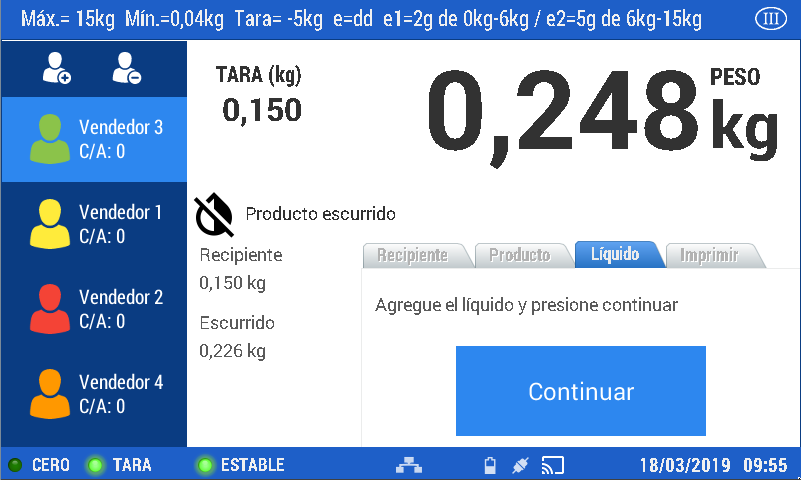 Máx.= 15kg Mín.=0,04kg Tara= -5kg e=dd e1=2g de 0kg-6kg / e2=5g de 6kg-15kg III
Vendedor 3
C/A: 0
Vendedor 1
C/A: 0
Vendedor 2
C/A: 0
Vendedor 4
C/A: 0
TARA (kg)
0,150
PESO
0,248 kg
Producto escurrido
Recipiente
0,150 kg
Escurrido
0,226 kg
Recipiente Producto Líquido Imprimir
Agregue el líquido y presione continuar
Continuar
CERO TARA ESTABLE 18/03/2019 09:55